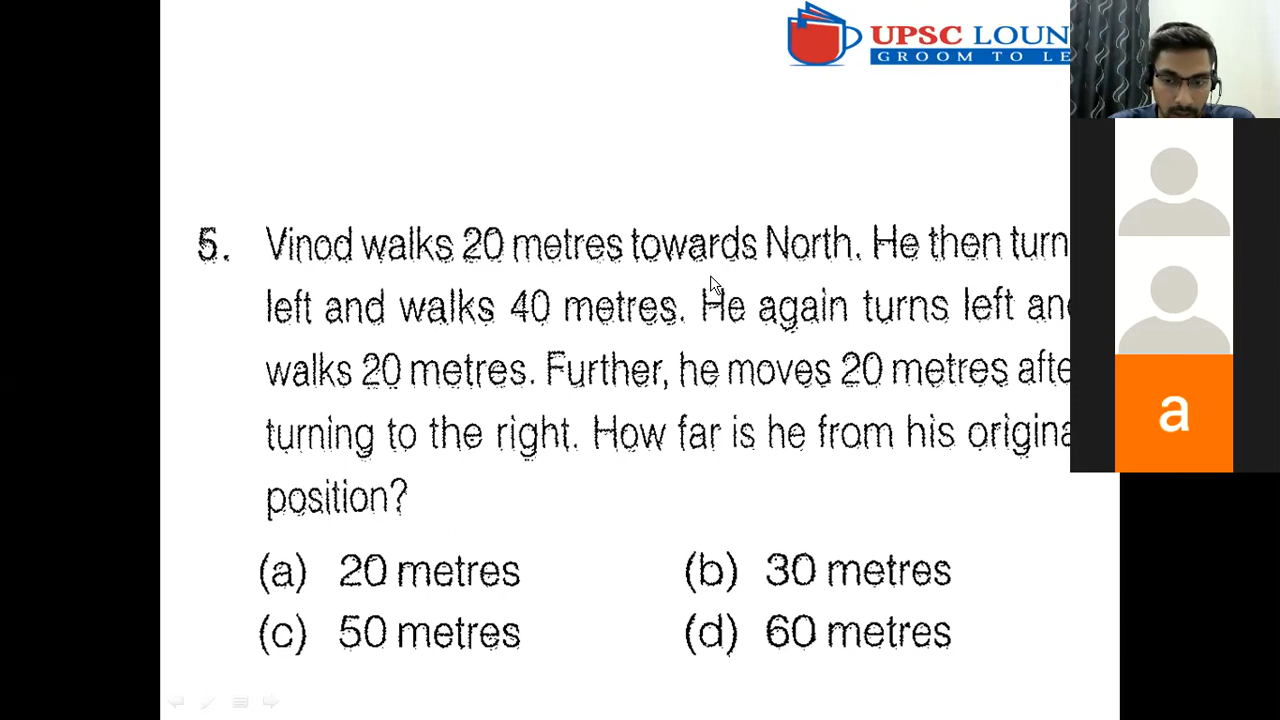 UPSC LOUN
GROOM TO LE
5. Vinod walks 20 metres towards North. He then turn
left and walks 40 metres. He again turns left an
walks 20 metres. Further, he moves 20 metres afte
turning to the right. How far is he from his origina
position?
(a) 20 metres (b) 30 metres
(c) 50 metres (d) 60 metres
a